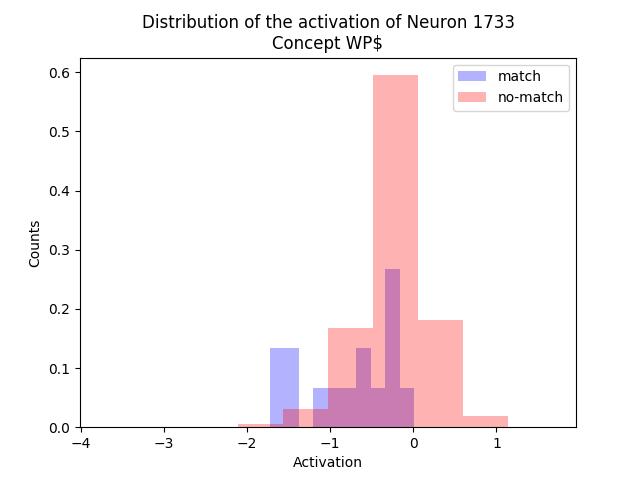 Distribution of the activation of Neuron 1733
Concept WP$
match
no-match
0.6
0.5
0.4
0.3
0.2
0.1
0.0
Counts
−4
−3
−2
−1
0
1
Activation